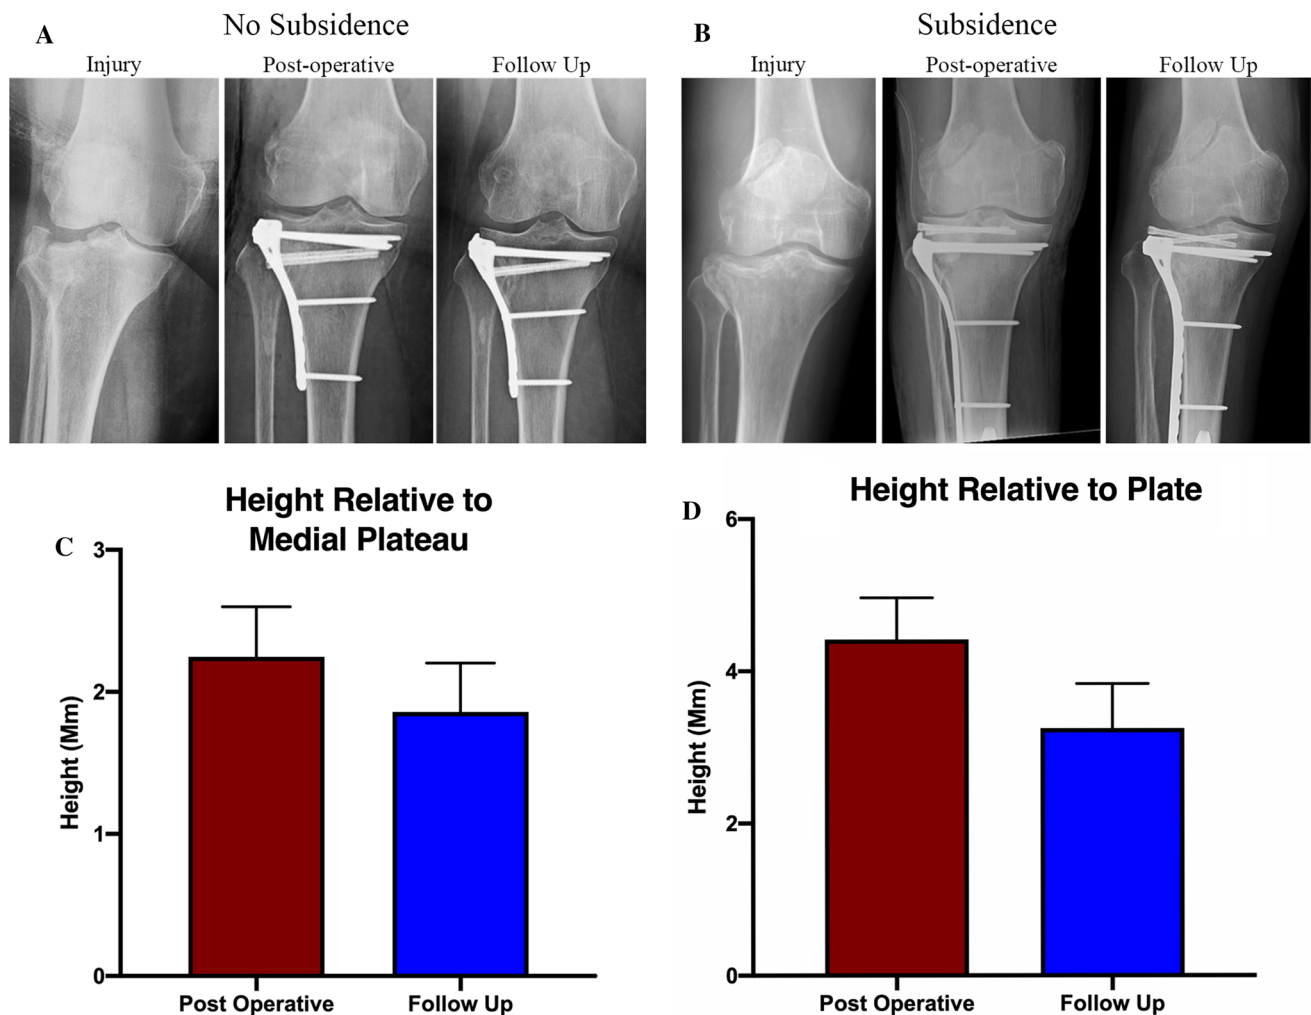 A
No Subsidence
Injury
Post-operative
Follow Up
B
Subsidence
Injury
Post-operative
Follow Up
C
Height Relative to
Medial Plateau
Height (Mm)
3
2
1
0
Post Operative
Follow Up
D
Height Relative to Plate
Height (Mm)
6
4
2
0
Post Operative
Follow Up